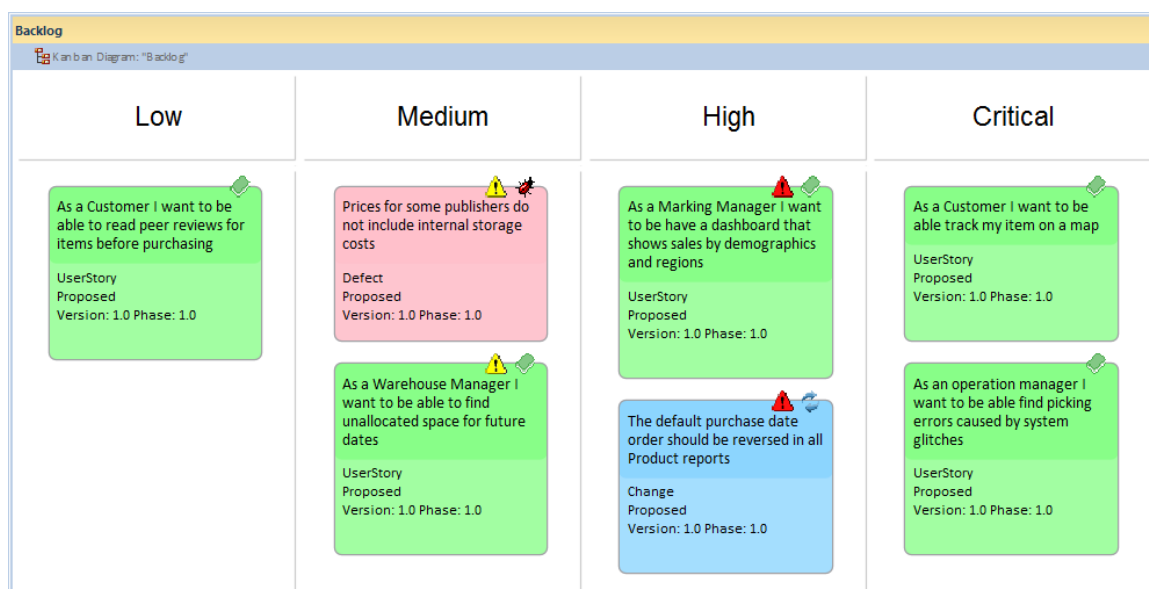 Backlog
Kanban Diagram: "Backlog"
Low
Medium
High
Critical
As a Customer I want to be
able to read peer reviews for
items before purchasing
UserStory
Proposed
Version: 1.0 Phase: 1.0
Prices for some publishers do
not include internal storage
costs
Defect
Proposed
Version: 1.0 Phase: 1.0
As a Warehouse Manager I
want to be able to find
unallocated space for future
dates
UserStory
Proposed
Version: 1.0 Phase: 1.0
As a Marking Manager I want
to be have a dashboard that
shows sales by demographics
and regions
UserStory
Proposed
Version: 1.0 Phase: 1.0
The default purchase date
order should be reversed in all
Product reports
Change
Proposed
Version: 1.0 Phase: 1.0
As a Customer I want to be
able track my item on a map
UserStory
Proposed
Version: 1.0 Phase: 1.0
As an operation manager I
want to be able find picking
errors caused by system
glitches
UserStory
Proposed
Version: 1.0 Phase: 1.0